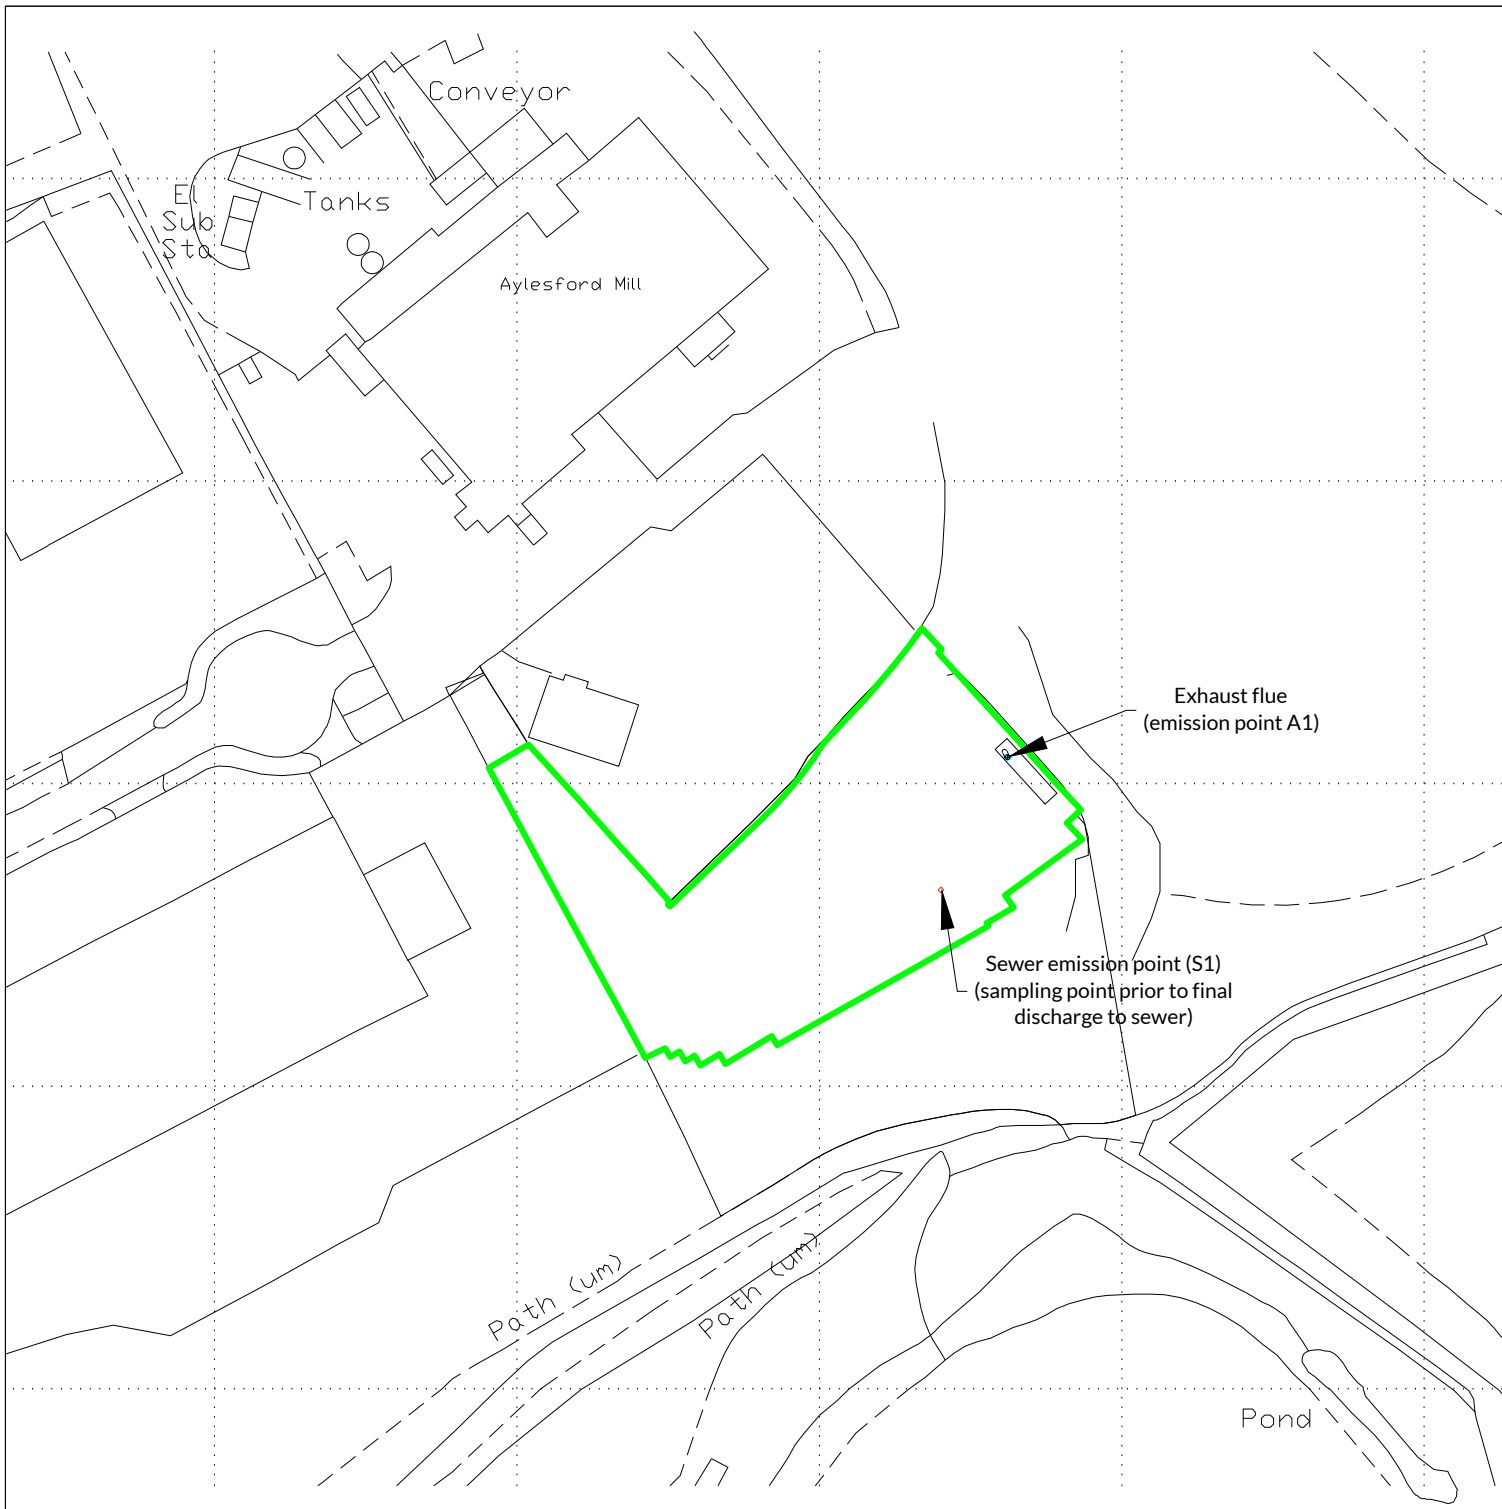 Conveyor
El
Sub
Sta
Tanks
Aylesford Mill
Exhaust flue
(emission point A1)
Sewer emission point (S1)
(sampling point prior to final
discharge to sewer)
Path (um)
Path (um)
Pond